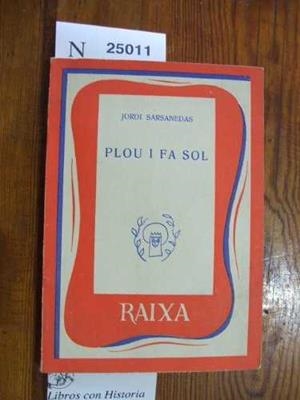 N 25011
JORDI SARSANEDAS
PLOU I FA SOL
RAIXA
Libros con Historia